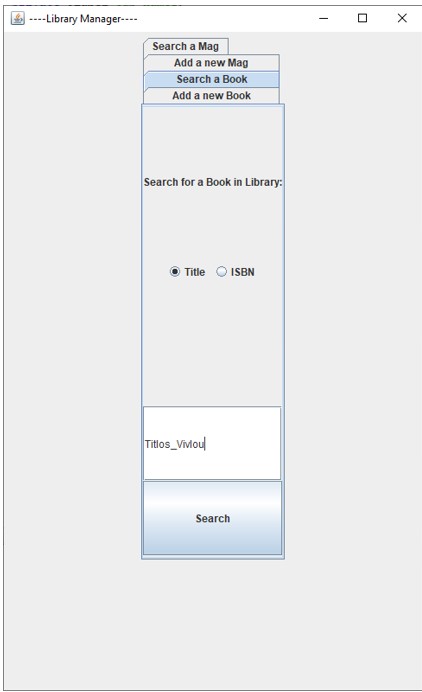 ----Library Manager----
Search a Mag
Add a new Mag
Search a Book
Add a new Book
Search for a Book in Library:
Title ISBN
Titlos_Vivlou
Search